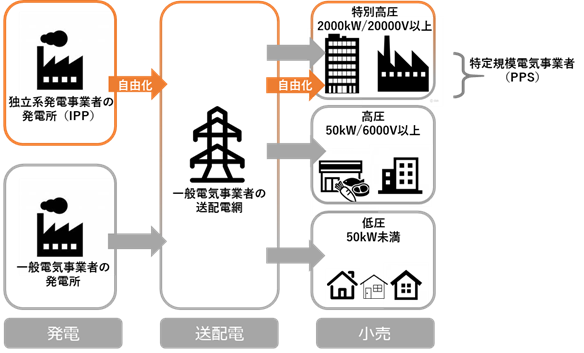 独立系発電事業者の
発電所（IPP）
自由化
一般電気事業者の
発電所
発電
一般電気事業者の
送配電網
送配電
特別高圧
2000kW/20000V以上
自由化
高圧
50kW/6000V以上
低圧
50kW未満
小売
特定規模電気事業者
（PPS）